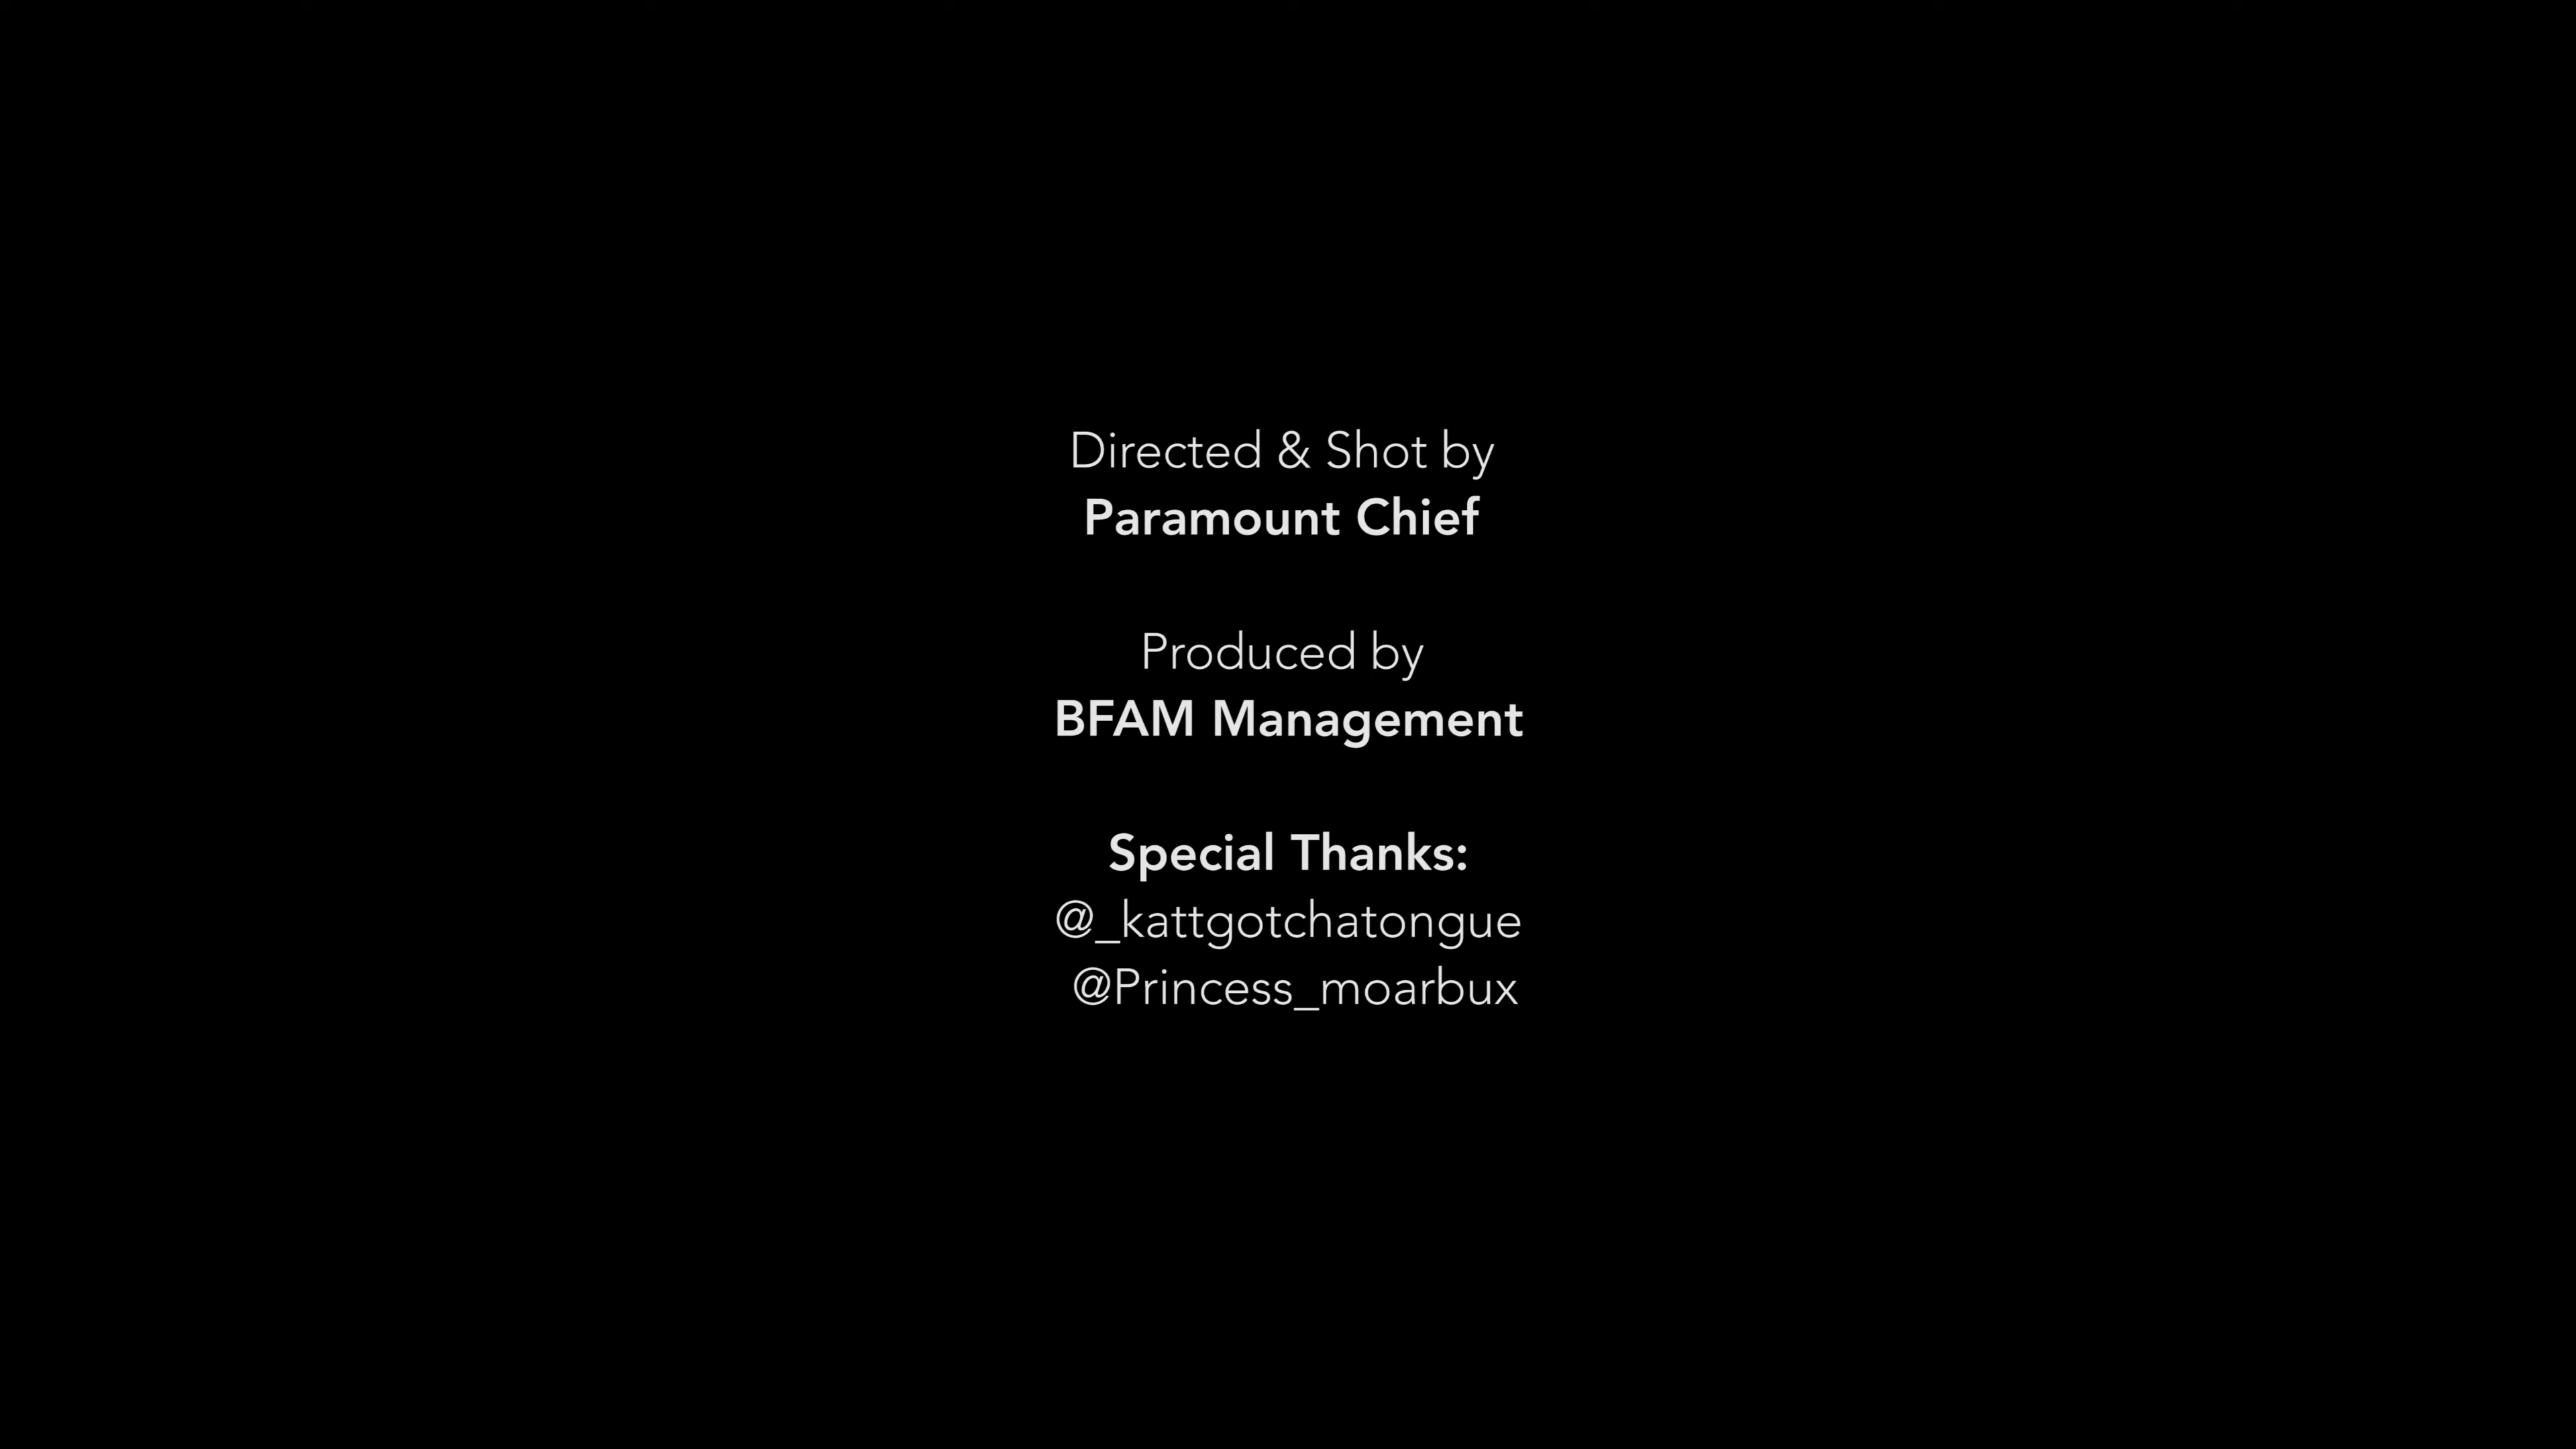 Directed & Shot by
Paramount Chief
Produced by
BFAM Management
Special Thanks:
@_kattgotchatongue
@Princess_moarbux